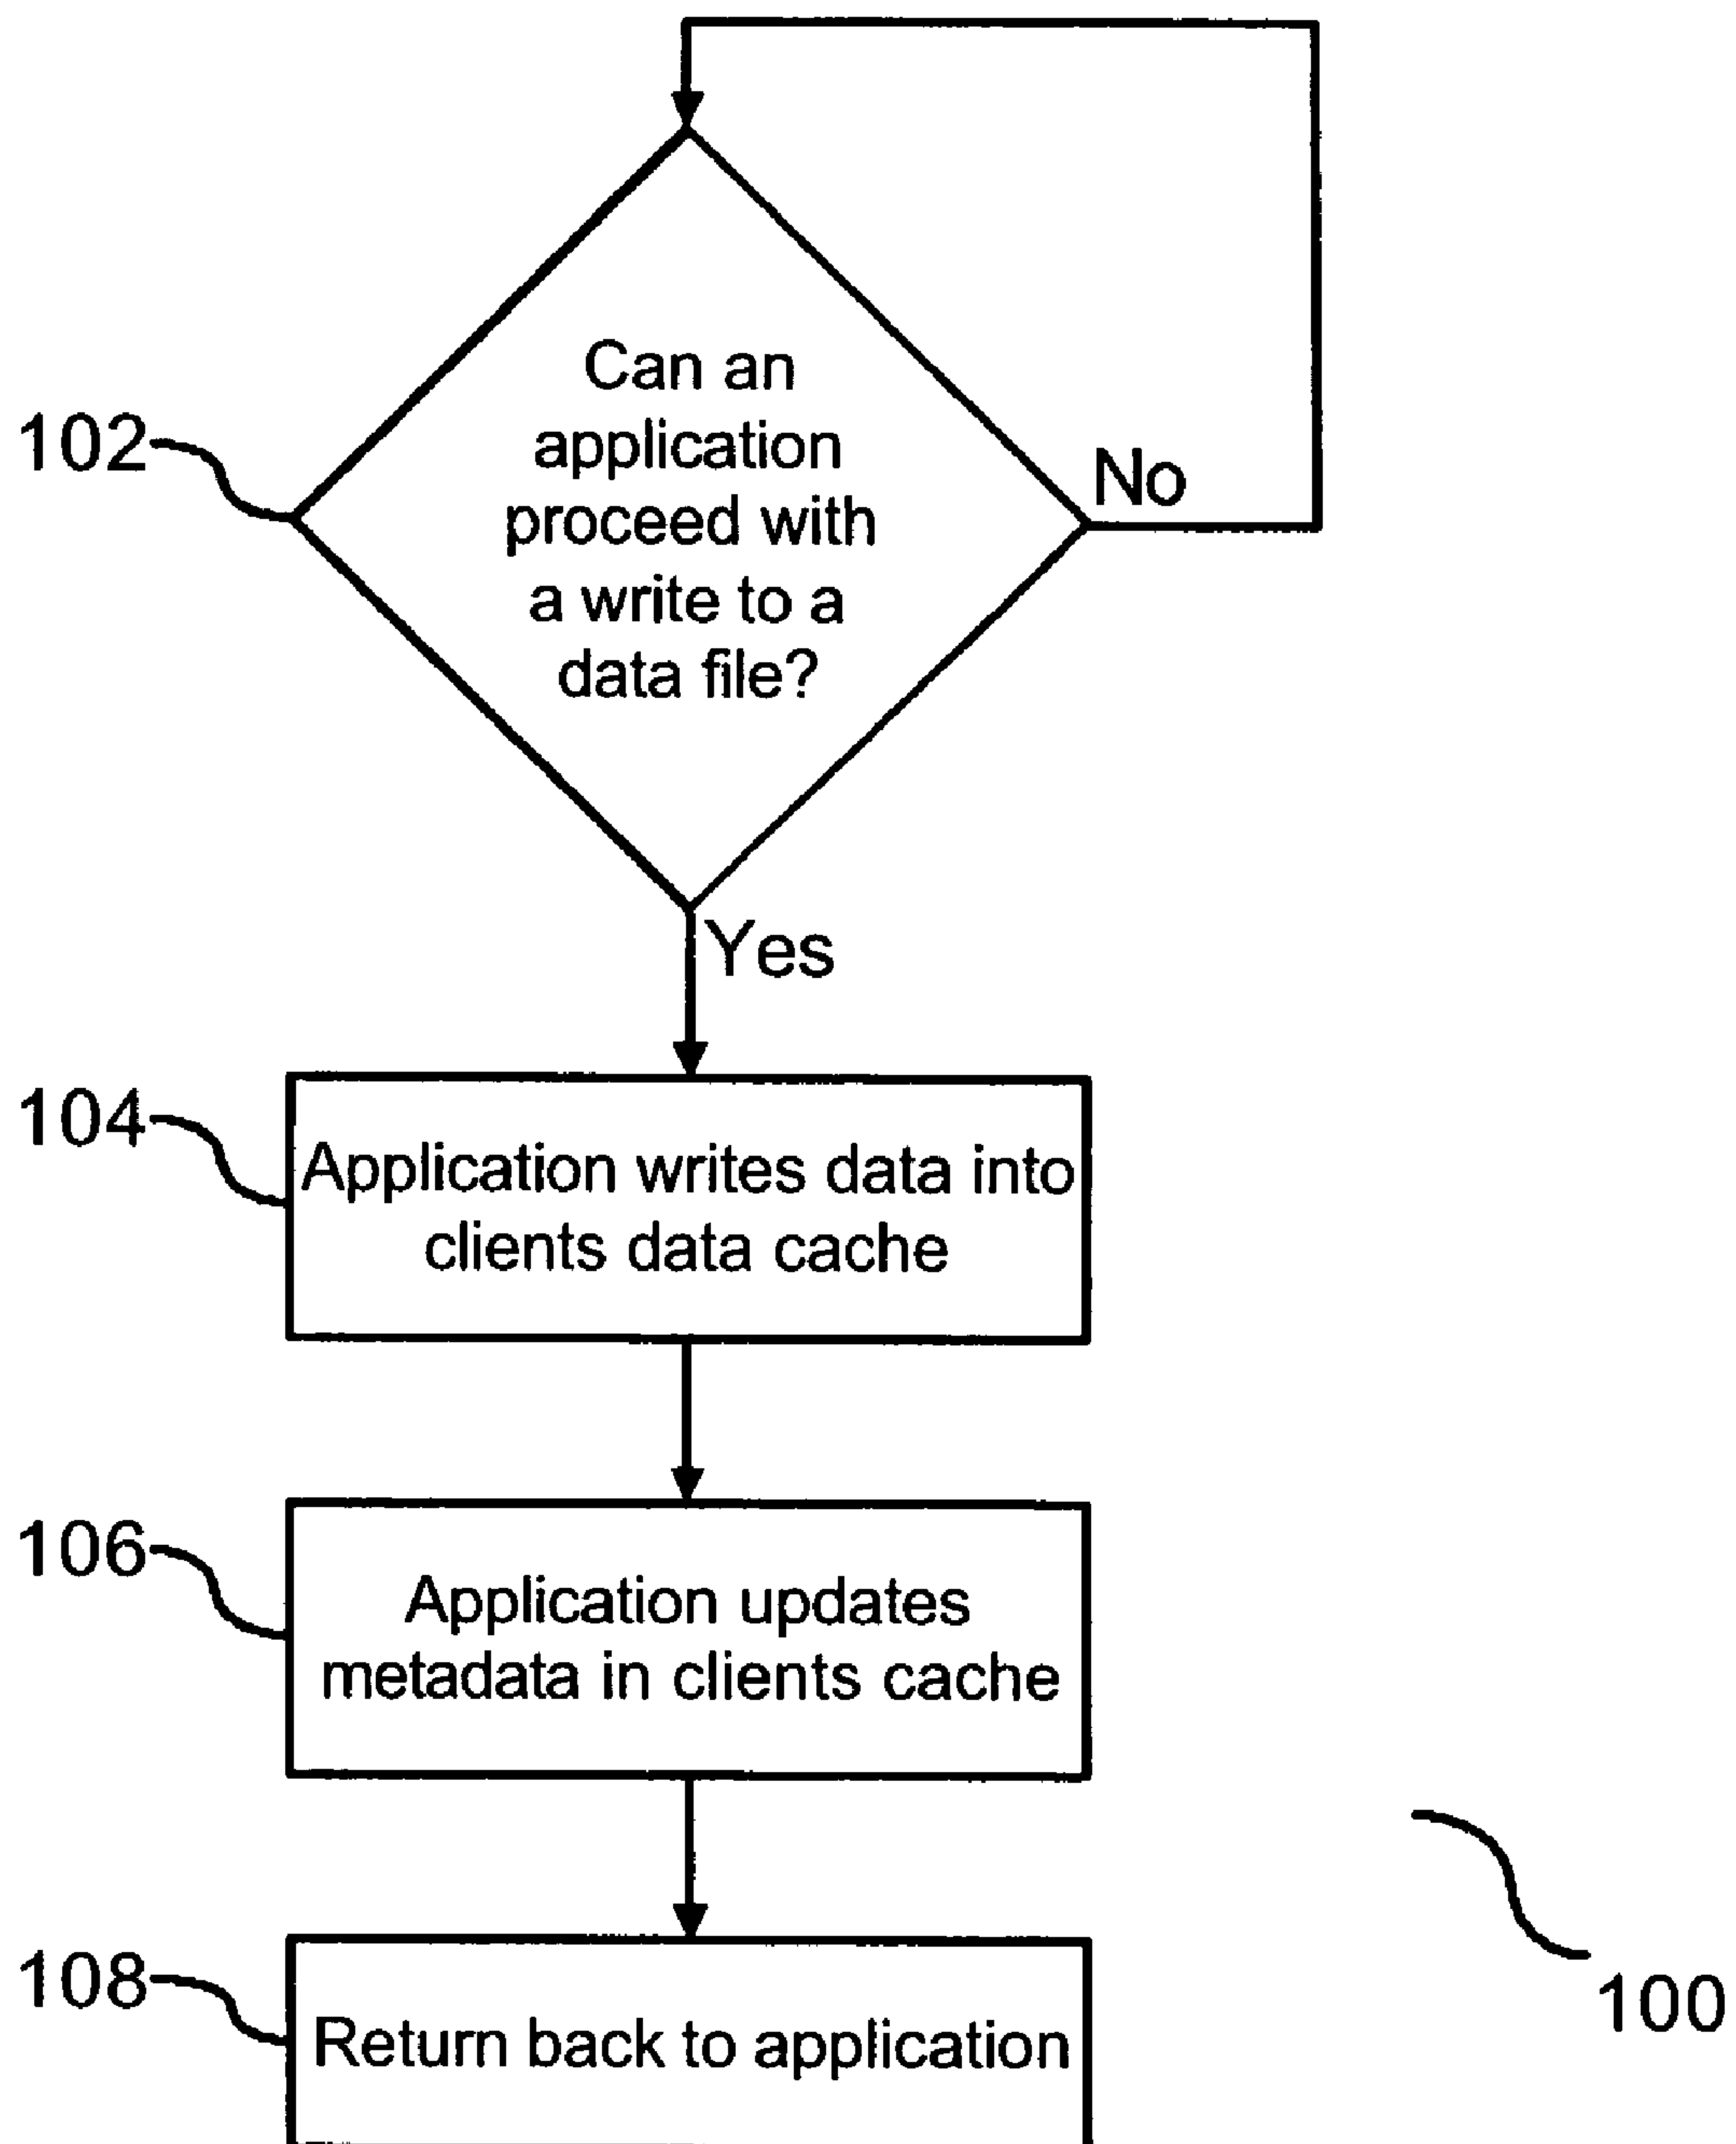 102
Can an
application
proceed with
a write to a
data file?
No
Yes
104
Application writes data into
clients data cache
106
Application updates
metadata in clients cache
108
Return back to application
100